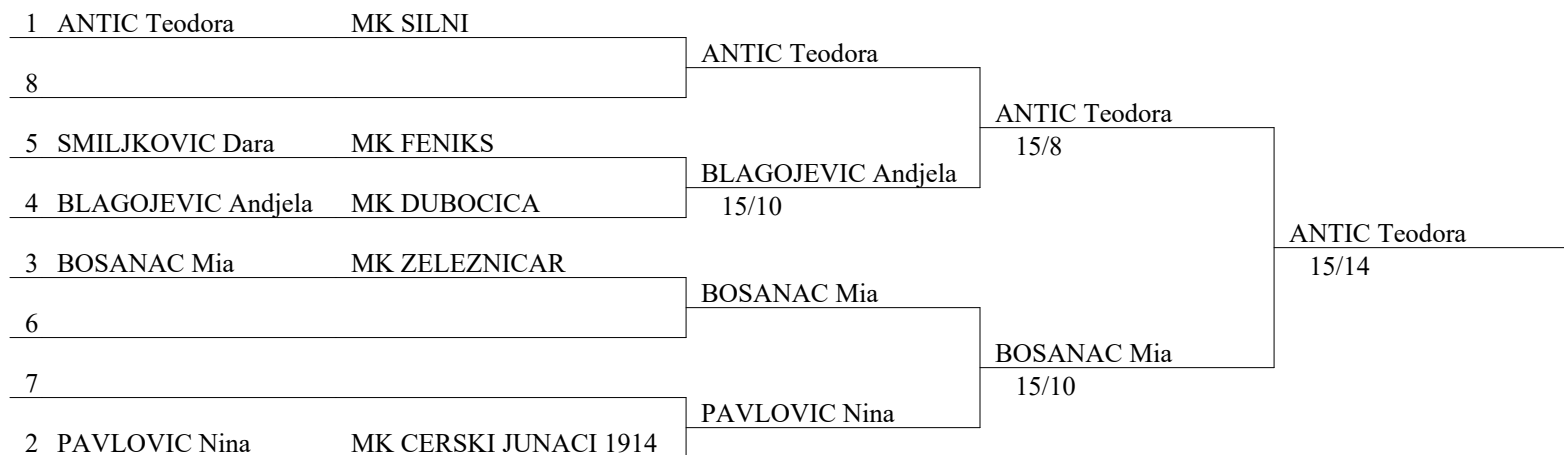 1 ANTIC Teodora MK SILNI
ANTIC Teodora
8
ANTIC Teodora
15/8
5 SMILJKOVIC Dara MK FENIKS
BLAGOJEVIC Andjela
15/10
4 BLAGOJEVIC Andjela MK DUBOCICA
ANTIC Teodora
15/14
3 BOSANAC Mia MK ZELEZNICAR
BOSANAC Mia
6
BOSANAC Mia
15/10
7
PAVLOVIC Nina
2 PAVLOVIC Nina MK CERSKI JUNACI 1914